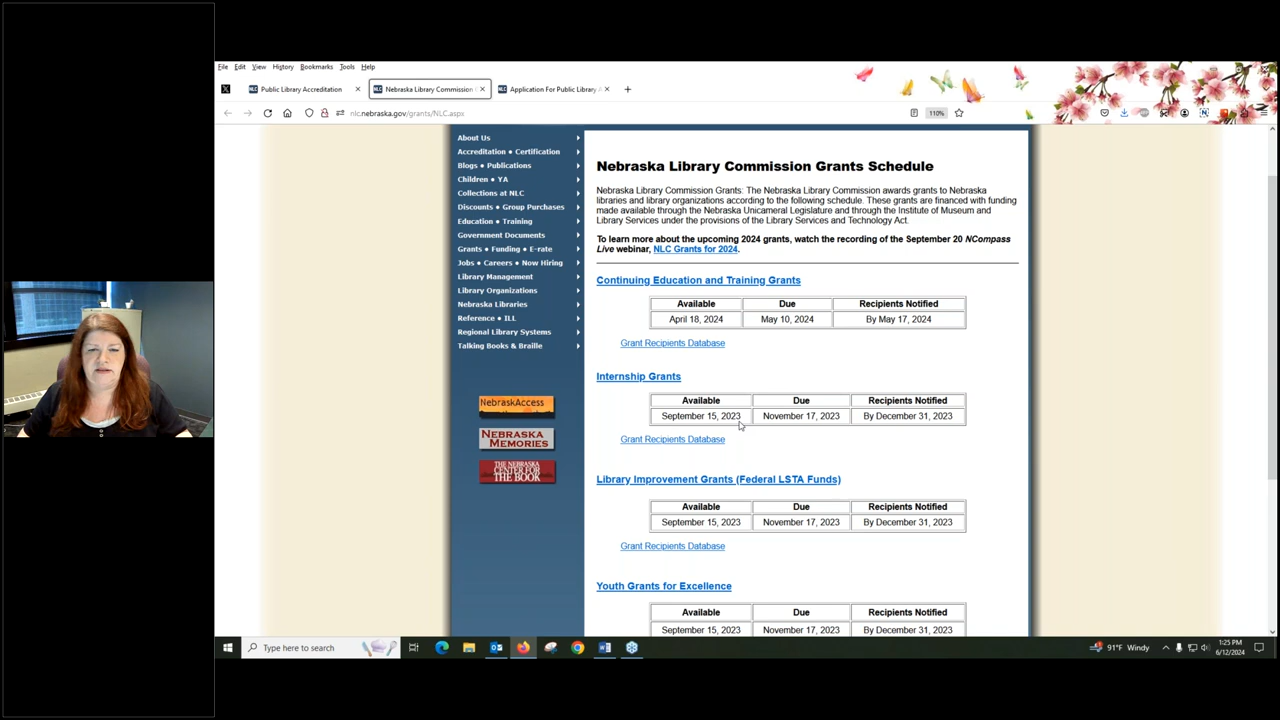 File Edit View History Bookmarks Tools Help
Public Library Accreditation
Nebraska Library Commission
Application For Public Library A
nlc.nebraska.gov/grants/NLC.aspx
110%
About Us
Accreditation • Certification
Blogs • Publications
Children • YA
Collections at NLC
Discounts • Group Purchases
Education • Training
Government Documents
Grants • Funding • E-rate
Jobs • Careers • Now Hiring
Library Management
Library Organizations
Nebraska Libraries
Reference • ILL
Regional Library Systems
Talking Books & Braille
NebraskAccess
NEBRASKA
MEMORIES
THE NEBRASKA
CENTER FOR
THE BOOK
Nebraska Library Commission Grants Schedule
Nebraska Library Commission Grants: The Nebraska Library Commission awards grants to Nebraska
libraries and library organizations according to the following schedule. These grants are financed with funding
made available through the Nebraska Unicameral Legislature and through the Institute of Museum and
Library Services under the provisions of the Library Services and Technology Act.
To learn more about the upcoming 2024 grants, watch the recording of the September 20 NCompass
Live webinar, NLC Grants for 2024.
Continuing Education and Training Grants
Available Due Recipients Notified
April 18, 2024 May 10, 2024 By May 17, 2024
Grant Recipients Database
Internship Grants
Available Due Recipients Notified
September 15, 2023 November 17, 2023 By December 31, 2023
Grant Recipients Database
Library Improvement Grants (Federal LSTA Funds)
Available Due Recipients Notified
September 15, 2023 November 17, 2023 By December 31, 2023
Grant Recipients Database
Youth Grants for Excellence
Available Due Recipients Notified
September 15, 2023 November 17, 2023 By December 31, 2023
Type here to search
91°F Windy
1:25 PM
6/12/2024